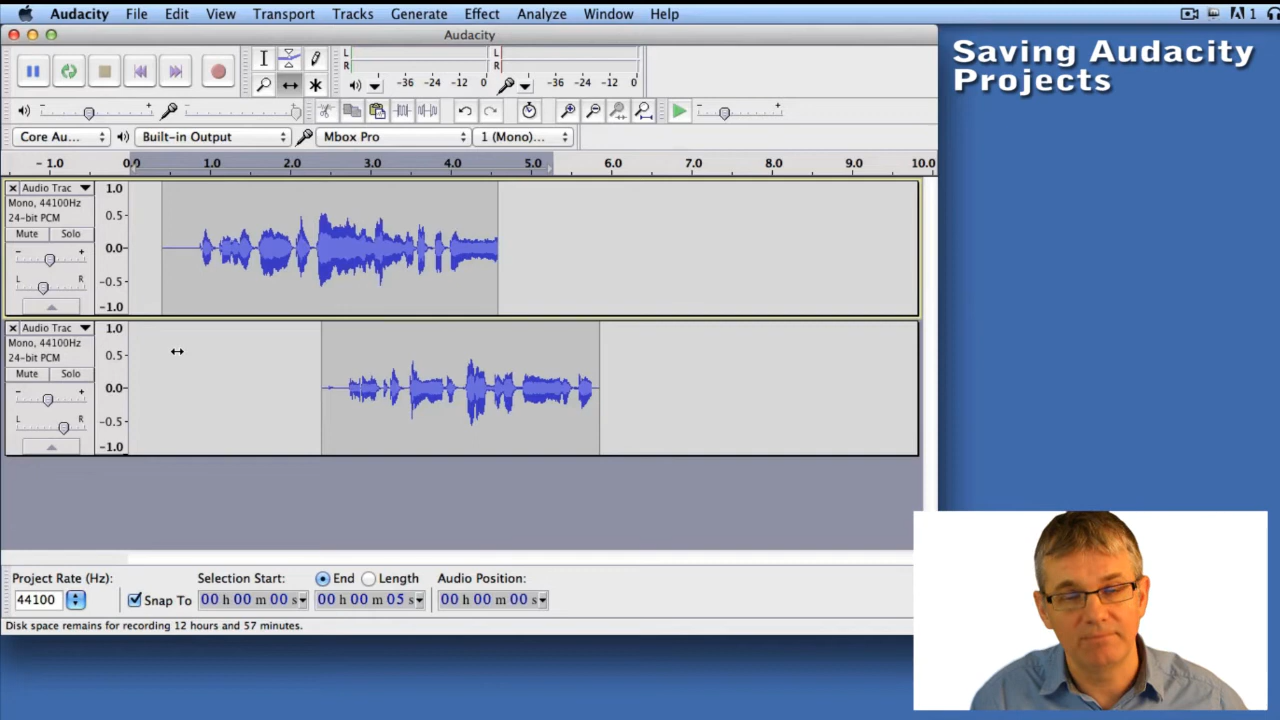 Audacity File Edit View Transport Tracks Generate Effect Analyze Window Help 1
Audacity
Saving Audacity
Projects
L
R
-36 -24 -12 0
L
R
-36 -24 -12 0
- + - +
- +
Core Au... Built-in Output Mbox Pro 1 (Mono)...
-1.0 0.0 1.0 2.0 3.0 4.0 5.0 6.0 7.0 8.0 9.0 10.0
Audio Trac
Mono, 44100Hz
24-bit PCM
Mute Solo
- +
L R
1.0
0.5
0.0
-0.5
-1.0
Audio Trac
Mono, 44100Hz
24-bit PCM
Mute Solo
- +
L R
1.0
0.5
0.0
-0.5
-1.0
Project Rate (Hz): Selection Start: End Length Audio Position:
44100 Snap To 00 h 00 m 00 s 00 h 00 m 05 s 00 h 00 m 00 s
Disk space remains for recording 12 hours and 57 minutes.